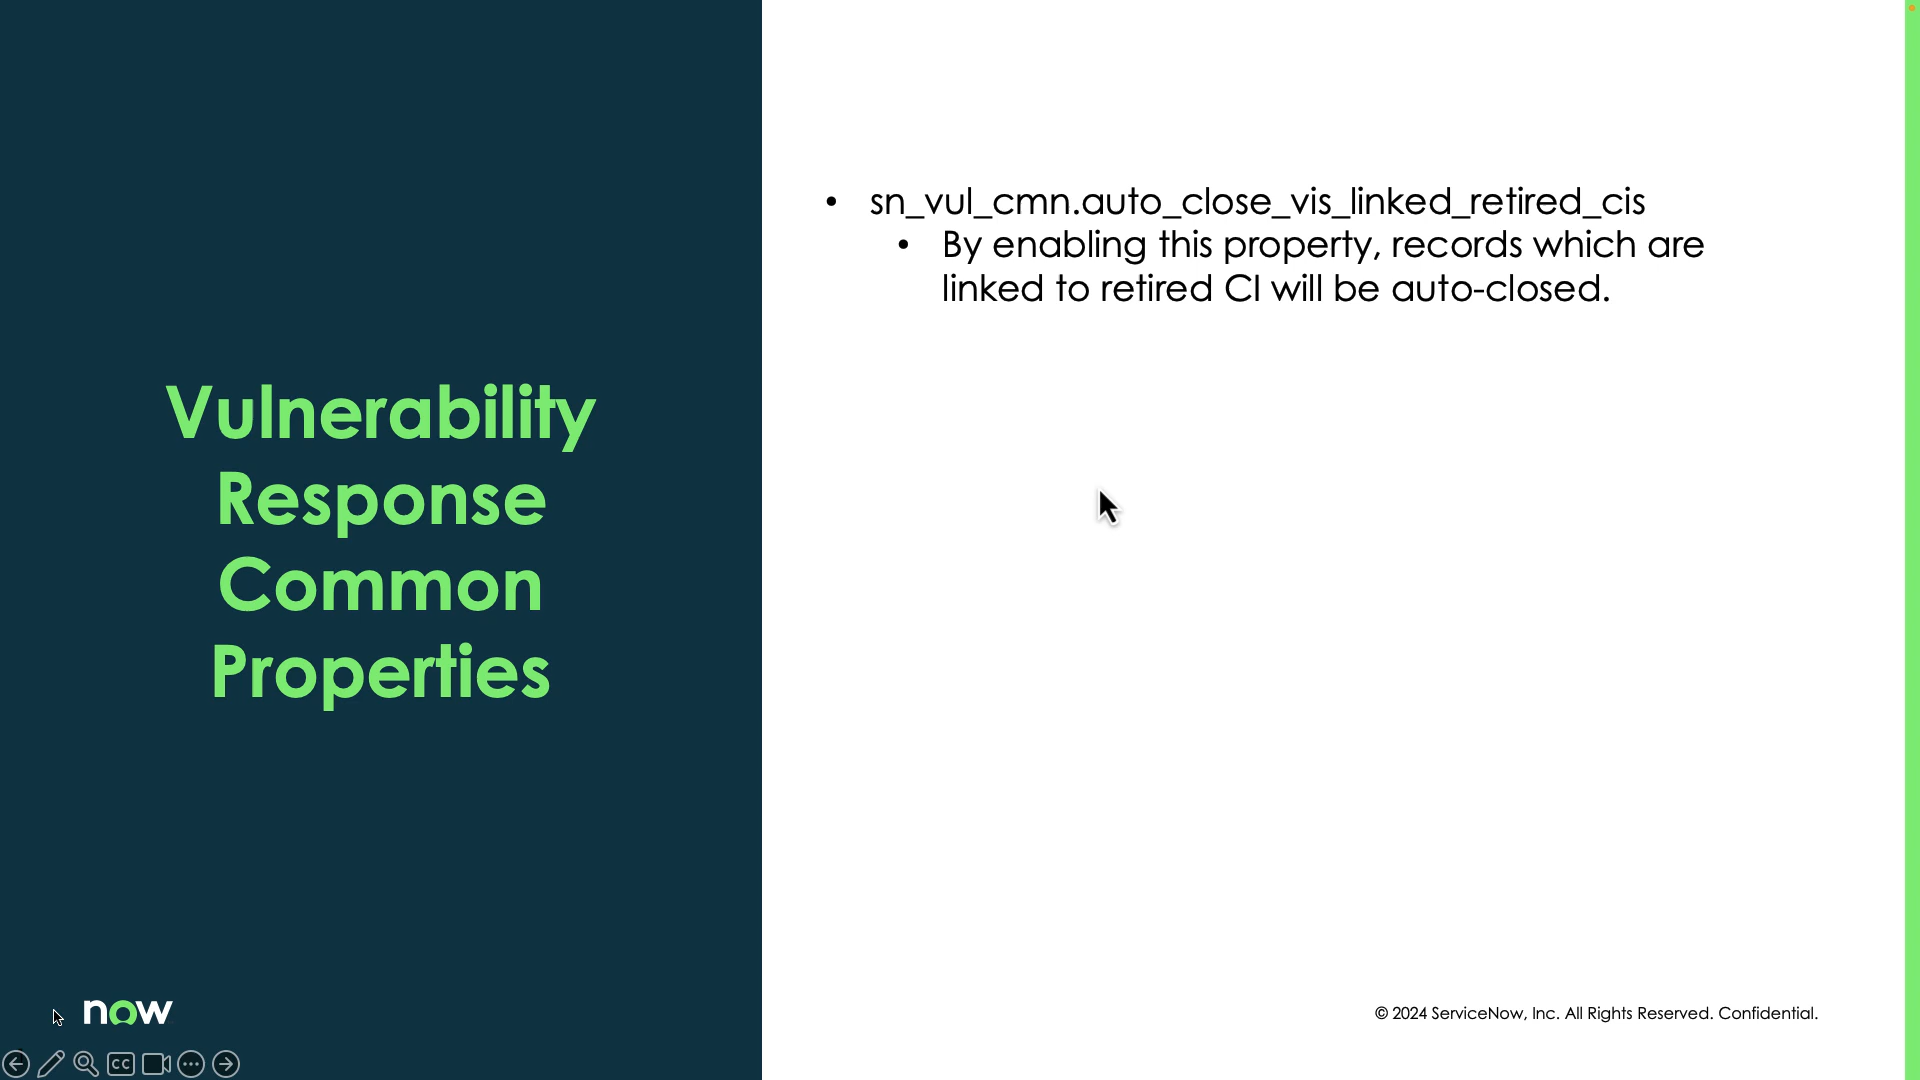 Vulnerability
Response
Common
Properties
• sn_vul_cmn.auto_close_vis_linked_retired_cis
• By enabling this property, records which are
linked to retired CI will be auto-closed.
now
© 2024 ServiceNow, Inc. All Rights Reserved. Confidential.
CC